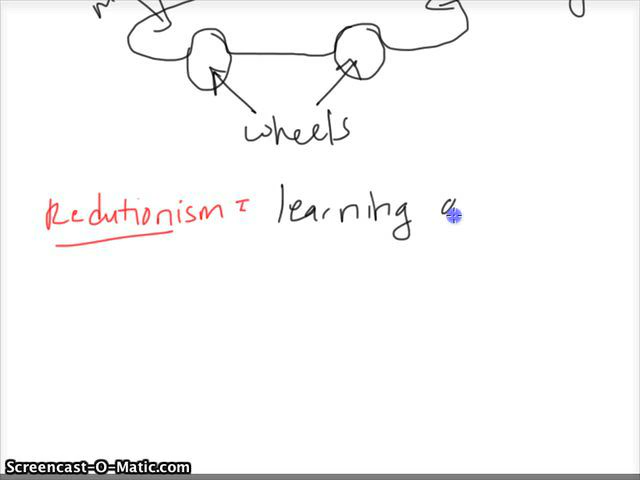 wheels
Redutionism = learning a
Screencast-O-Matic.com